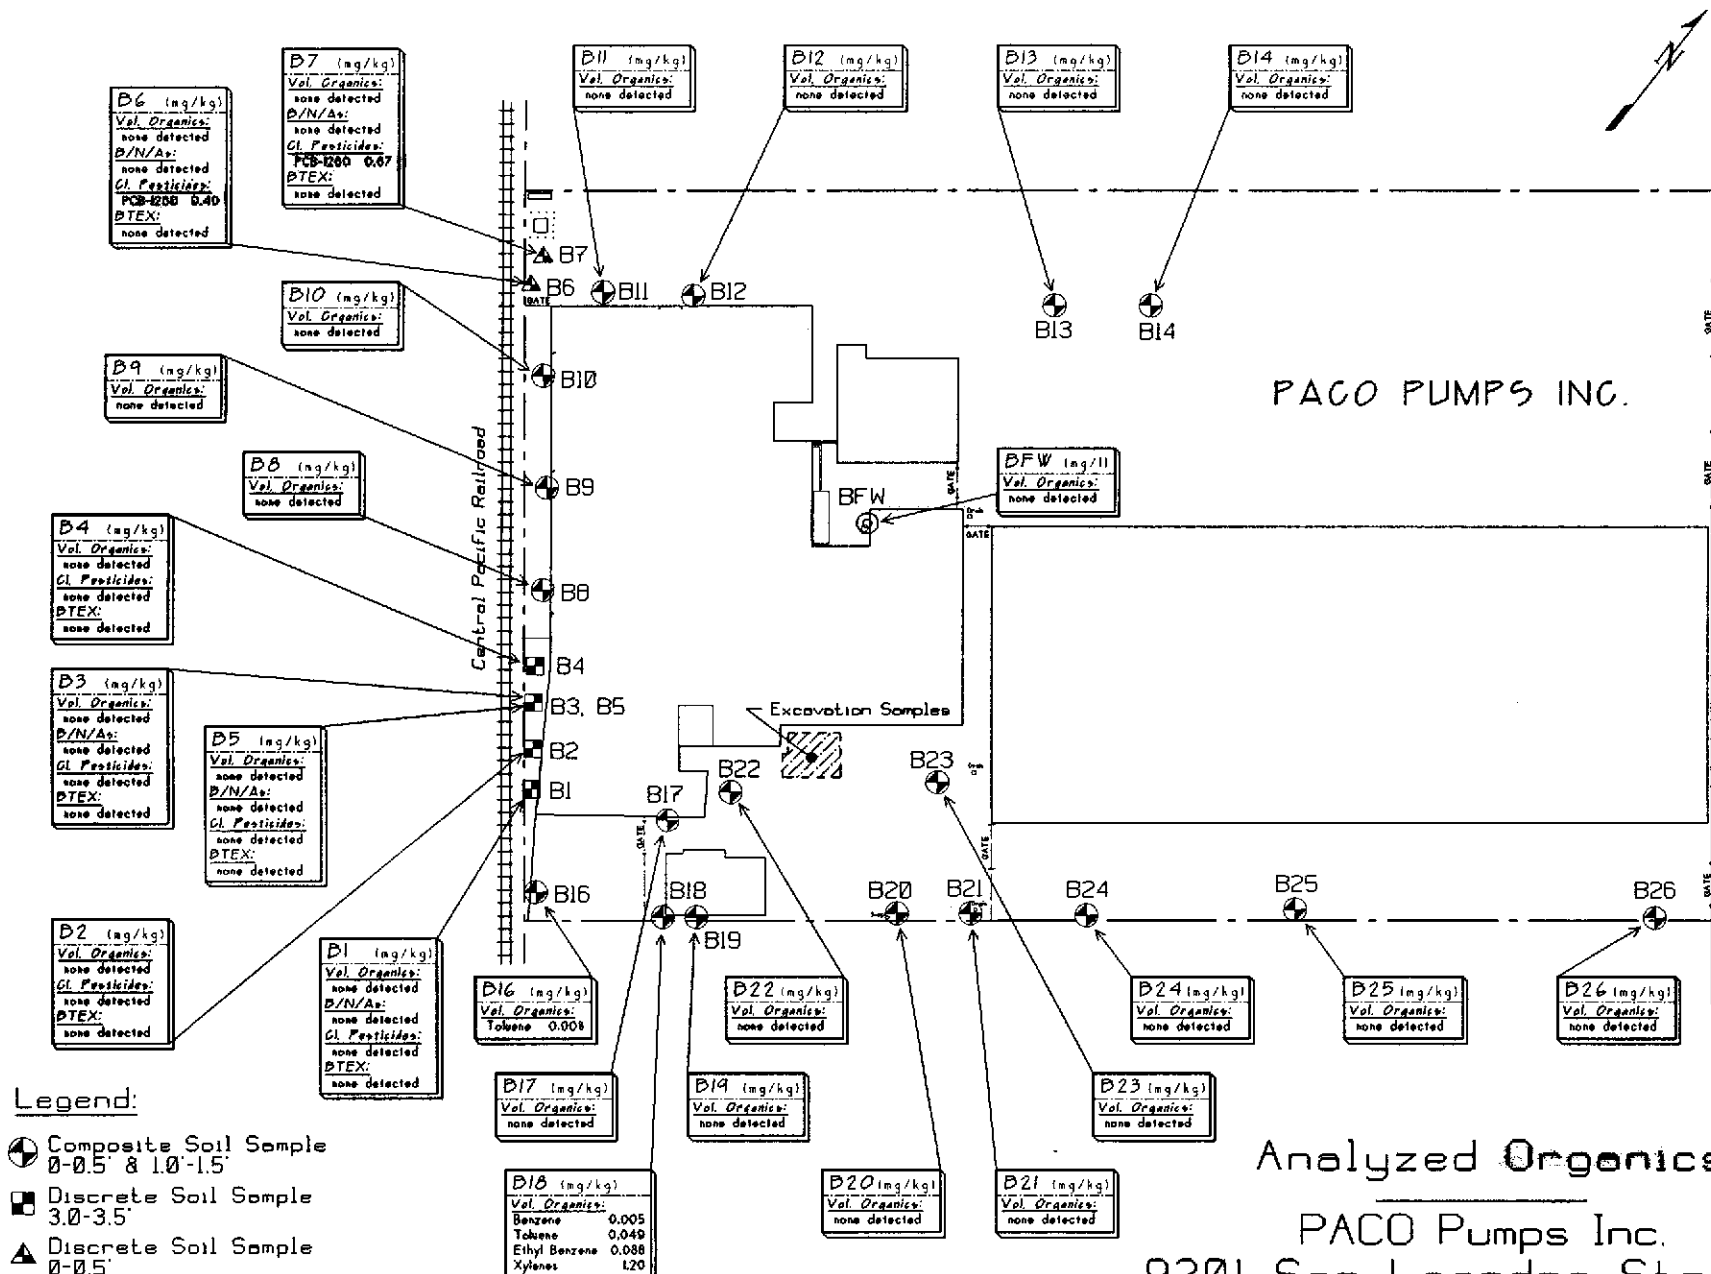 N
B7 (mg/kg)
Vol. Organics:
none detected
B/N/As:
none detected
Cl. Pesticides:
PCB-1260 0.67
BTEX:
none detected
B11 (mg/kg)
Vol. Organics:
none detected
B12 (mg/kg)
Vol. Organics:
none detected
B13 (mg/kg)
Vol. Organics:
none detected
B14 (mg/kg)
Vol. Organics:
none detected
B6 (mg/kg)
Vol. Organics:
none detected
B/N/As:
none detected
Cl. Pesticides:
PCB-1260 0.40
BTEX:
none detected
B7
B6
GATE
B11
B12
B13
B14
GATE
B10 (mg/kg)
Vol. Organics:
none detected
B9 (mg/kg)
Vol. Organics:
none detected
B10
PACO PUMPS INC.
B8 (mg/kg)
Vol. Organics:
none detected
Central Pacific Railroad
B9
BFW (mg/l)
Vol. Organics:
none detected
GATE
GATE
BFW
Drain
GATE
B4 (mg/kg)
Vol. Organics:
none detected
Cl. Pesticides:
none detected
BTEX:
none detected
B8
B4
B3 (mg/kg)
Vol. Organics:
none detected
B/N/As:
none detected
Cl. Pesticides:
none detected
BTEX:
none detected
B3, B5
Excavation Samples
B5 (mg/kg)
Vol. Organics:
none detected
B/N/As:
none detected
Cl. Pesticides:
none detected
BTEX:
none detected
B2
B1
B22
B23
Drain
B17
GATE
GATE
GATE
B16
B18
B19
B20
B21
B24
B25
B26
B2 (mg/kg)
Vol. Organics:
none detected
Cl. Pesticides:
none detected
BTEX:
none detected
B1 (mg/kg)
Vol. Organics:
none detected
B/N/As:
none detected
Cl. Pesticides:
none detected
BTEX:
none detected
B16 (mg/kg)
Vol. Organics:
Toluene 0.008
B22 (mg/kg)
Vol. Organics:
none detected
B24 (mg/kg)
Vol. Organics:
none detected
B25 (mg/kg)
Vol. Organics:
none detected
B26 (mg/kg)
Vol. Organics:
none detected
B17 (mg/kg)
Vol. Organics:
none detected
B19 (mg/kg)
Vol. Organics:
none detected
B23 (mg/kg)
Vol. Organics:
none detected
B18 (mg/kg)
Vol. Organics:
Benzene 0.005
Toluene 0.049
Ethyl Benzene 0.088
Xylenes 1.20
B20 (mg/kg)
Vol. Organics:
none detected
B21 (mg/kg)
Vol. Organics:
none detected
Legend:
Composite Soil Sample
0-0.5' & 1.0'-1.5'
Discrete Soil Sample
3.0-3.5'
Discrete Soil Sample
0-0.5'
Analyzed Organics
PACO Pumps Inc.
9201 San Leandro